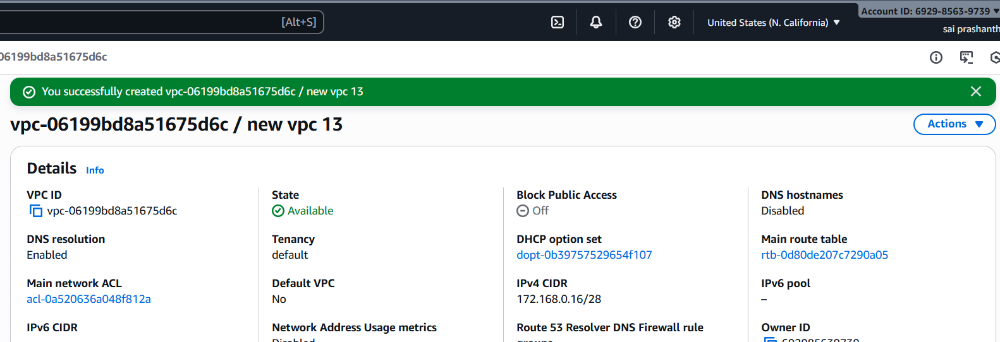 [Alt+S]
United States (N. California)
Account ID: 6929-8563-9739
sai prashanth
06199bd8a51675d6c
You successfully created vpc-06199bd8a51675d6c / new vpc 13
vpc-06199bd8a51675d6c / new vpc 13
Actions
Details Info
VPC ID
vpc-06199bd8a51675d6c
State
Available
Block Public Access
Off
DNS hostnames
Disabled
DNS resolution
Enabled
Tenancy
default
DHCP option set
dopt-0b39757529654f107
Main route table
rtb-0d80de207c7290a05
Main network ACL
acl-0a520636a048f812a
Default VPC
No
IPv4 CIDR
172.168.0.16/28
IPv6 pool
–
IPv6 CIDR
Network Address Usage metrics
Disabled
Route 53 Resolver DNS Firewall rule
groups
Owner ID
692985639739